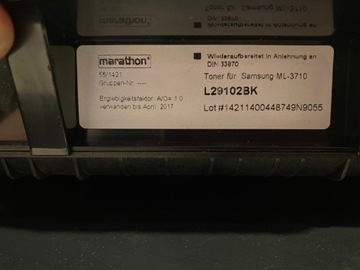 marathon®
55/1421
Gruppen-Nr. -----
Ergiebigkeitsfaktor: A/O= 1.0
verwenden bis April 2017
Wiederaufbereitet in Anlehnung an
DIN 33870
Toner für Samsung ML-3710
L29102BK
Lot #14211400448749N9055